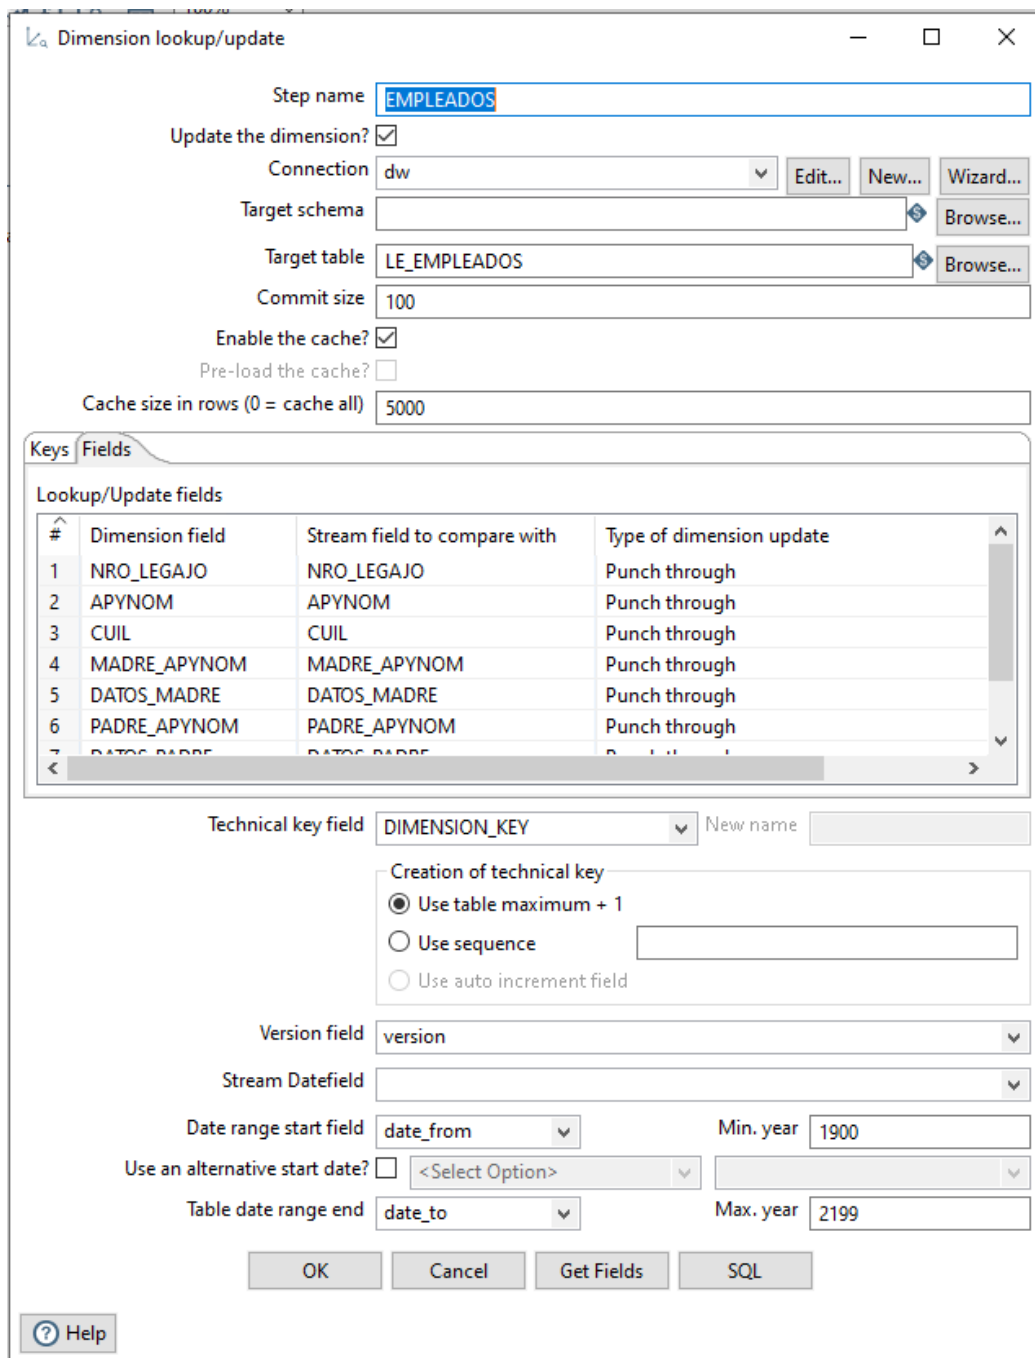 100%
Dimension lookup/update
Step name EMPLEADOS
Update the dimension?
Connection dw Edit... New... Wizard...
Target schema Browse...
Target table LE_EMPLEADOS Browse...
Commit size 100
Enable the cache?
Pre-load the cache?
Cache size in rows (0 = cache all) 5000
Keys Fields
Lookup/Update fields
# Dimension field Stream field to compare with Type of dimension update
1 NRO_LEGAJO NRO_LEGAJO Punch through
2 APYNOM APYNOM Punch through
3 CUIL CUIL Punch through
4 MADRE_APYNOM MADRE_APYNOM Punch through
5 DATOS_MADRE DATOS_MADRE Punch through
6 PADRE_APYNOM PADRE_APYNOM Punch through
7 DATOS_PADRE DATOS_PADRE Punch through
Technical key field DIMENSION_KEY New name
Creation of technical key
Use table maximum + 1
Use sequence
Use auto increment field
Version field version
Stream Datefield
Date range start field date_from Min. year 1900
Use an alternative start date? <Select Option>
Table date range end date_to Max. year 2199
OK Cancel Get Fields SQL
Help